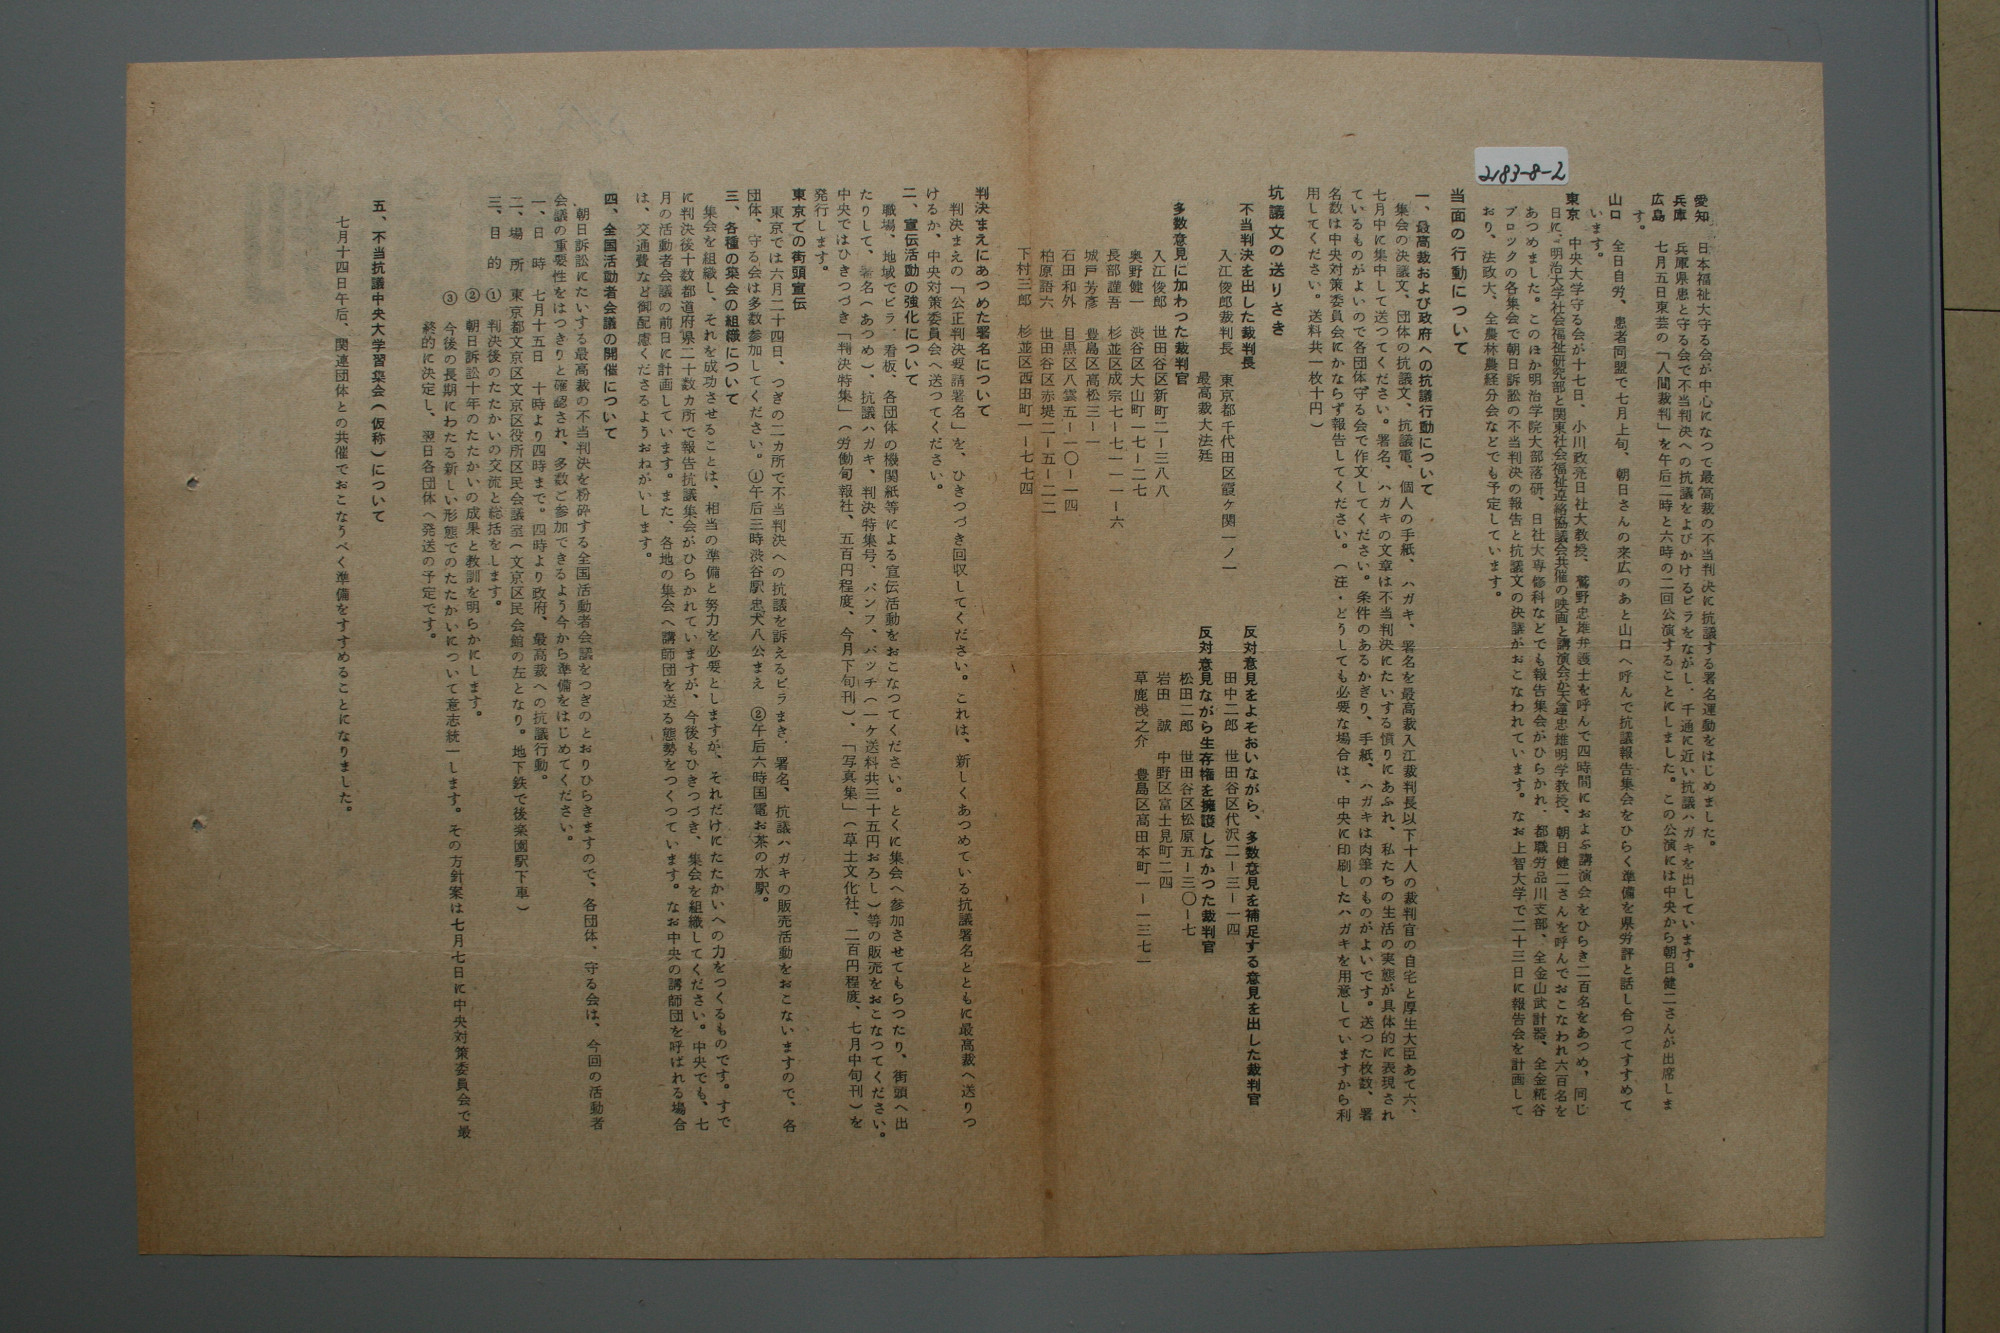 2183-8-2
愛知　日本福祉大守る会が中心になつて最高裁の不当判決に抗議する署名運動をはじめました。
兵庫　兵庫県患と守る会で不当判決への抗議をよびかけるビラをながし、千通に近い抗議ハガキを出しています。
広島　七月五日東芸の「人間裁判」を午后二時と六時の二回公演することにしました。この公演には中央から朝日健二さんが出席しま
す。
山口　全日自労、患者同盟で七月上旬、朝日さんの来広のあと山口へ呼んで抗議報告集会をひらく準備を県労評と話し合つてすすめて
います。
東京　中央大学守る会が十七日、小川政亮日社大教授、鷲野忠雄弁護士を呼んで四時間におよぶ講演会をひらき二百名をあつめ、同じ
日に、明治大学社会福祉研究部と関東社会福祉連絡協議会共催の映画と講演会が天達忠雄明学教授、朝日健二さんを呼んでおこなわれ六百名を
あつめました。このほか明治学院大部落研、日社大専修科などでも報告集会がひらかれ、都職労品川支部、全金山武計器、全金糀谷
ブロックの各集会で朝日訴訟の不当判決の報告と抗議文の決議がおこなわれています。なお上智大学で二十三日に報告会を計画して
おり、法政大、全農林農経分会などでも予定しています。
当面の行動について
一、最高裁および政府への抗議行動について
集会の決議文、団体の抗議文、抗議電、個人の手紙、ハガキ、署名を最高裁入江裁判長以下十人の裁判官の自宅と厚生大臣あて六、
七月中に集中して送つてください。署名、ハガキの文章は不当判決にたいする憤りにあふれ、私たちの生活の実態が具体的に表現され
ているものがよいので各団体守る会で作文してください。条件のあるかぎり、手紙、ハガキは肉筆のものがよいです。送つた枚数、署
名数は中央対策委員会にかならず報告してください。（注・どうしても必要な場合は、中央に印刷したハガキを用意していますから利
用してください。送料共一枚十円）
坑議文の送りさき
不当判決を出した裁判長
入江俊郎裁判長　東京都千代田区霞ケ関一ノ一
最高裁大法廷
多数意見に加わつた裁判官
入江俊郎　世田谷区新町二ー三八八
奥野健一　渋谷区大山町一七ー二七
長部謹吾　杉並区成宗七ー七一ー一ー六
城戸芳彦　豊島区高松三ー一
石田和外　目黒区八雲五ー一〇ー一四
柏原語六　世田谷区赤堤二ー五ー二二
下村三郎　杉並区西田町一ー七七四
反対意見をよそおいながら、多数意見を補足する意見を出した裁判官
田中二郎　世田谷区代沢二ー三ー一四
反対意見ながら生存権を擁護しなかつた裁判官
松田二郎　世田谷区松原五ー三〇ー七
岩田　誠　中野区富士見町二四
草鹿浅之介　豊島区高田本町一ー一三七一
判決まえにあつめた署名について
判決まえの「公正判決要請署名」を、ひきつづき回収してください。これは、新しくあつめている抗議署名とともに最高裁へ送りつ
けるか、中央対策委員会へ送つてください。
二、宣伝活動の強化について
職場、地域でビラ、看板、各団体の機関紙等による宣伝活動をおこなつてください。とくに集会へ参加させてもらつたり、街頭へ出
たりして、署名（あつめ）、抗議ハガキ、判決特集号、パンフ、バッチ（一ケ送料共三十五円おろし）等の販売をおこなつてください。
中央ではひきつづき「判決特集」（労働旬報社、五百円程度、今月下旬刊）、「写真集」（草土文化社、二百円程度、七月中旬刊）を
発行します。
東京での街頭宣伝
東京では六月二十四日、つぎの二カ所で不当判決への抗議を訴えるビラまき、署名、抗議ハガキの販売活動をおこないますので、各
団体、守る会は多数参加してください。①午后三時渋谷駅忠犬ハ公まえ　②午后六時国電お茶の水駅。
三、各種の集会の組織について
集会を組織し、それを成功させることは、相当の準備と努力を必要としますが、それだけにたたかいへの力をつくるものです。すで
に判決後十数都道府県二十数カ所で報告抗議集会がひらかれていますが、今後もひきつづき、集会を組織してください。中央でも、七
月の活動者会議の前日に計画しています。また、各地の集会へ講師団を送る態勢をつくつています。なお中央の講師団を呼ばれる場合
は、交通費など御配慮くださるようおねがいします。
四、全国活動者会議の開催について
朝日訴訟にたいする最高裁の不当判決を粉砕する全国活動者会議をつぎのとおりひらきますので、各団体、守る会は、今回の活動者
会議の重要性をはつきりと確認され、多数ご参加できるよう今から準備をはじめてください。
一、日　時　七月十五日　十時より四時まで。四時より政府、最高裁への抗議行動。
二、場　所　東京都文京区文京区役所区民会議室（文京区民会館の左となり。地下鉄で後楽園駅下車）
三、目　的　①　判決後のたたかいの交流と総括をします。
②　朝日訴訟十年のたたかいの成果と教訓を明らかにします。
③　今後の長期にわたる新しい形態でのたたかいについて意志統一します。その方針案は七月七日に中央対策委員会で最
終的に決定し、翌日各団体へ発送の予定です。
五、不当抗議中央大学習集会（仮称）について
七月十四日午后、関連団体との共催でおこなうべく準備をすすめることになりました。